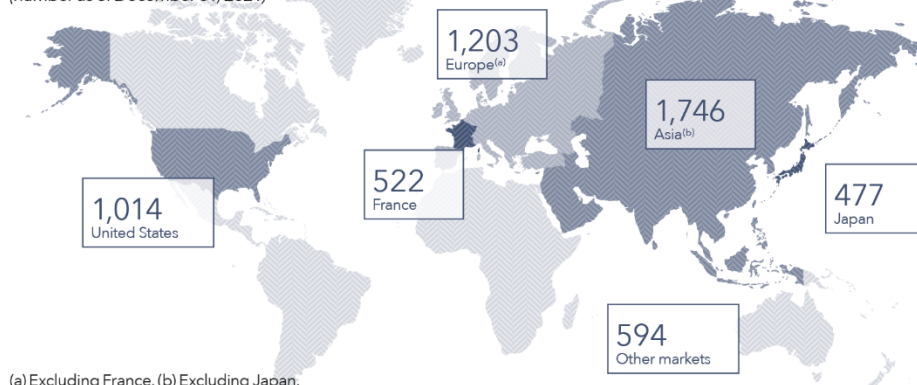 1,203
Europe(a)
1,746
Asia(b)
522
France
477
Japan
1,014
United States
594
Other markets
(a) Excluding France. (b) Excluding Japan.